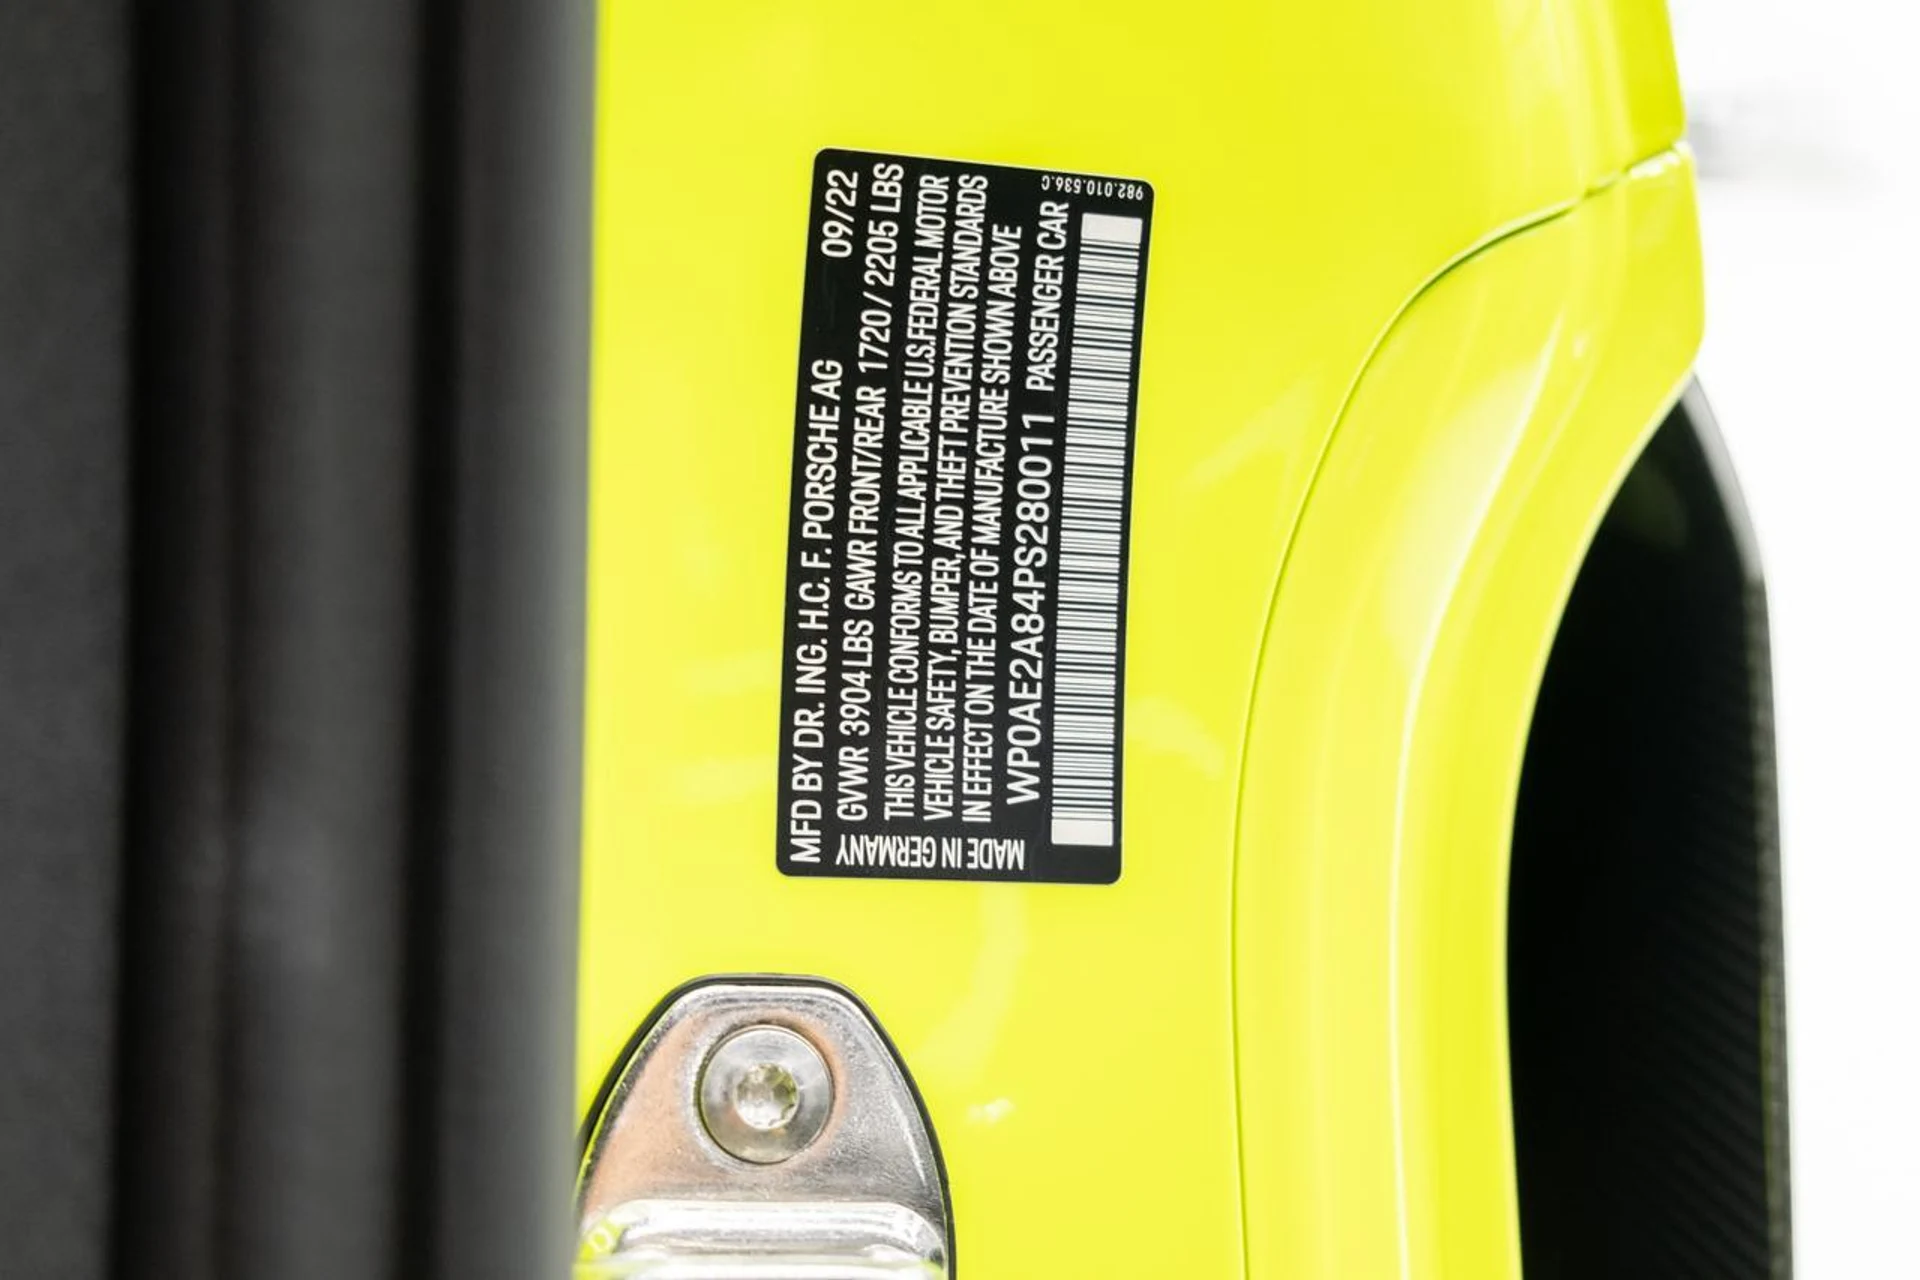 MFD BY DR. ING. H.C. F. PORSCHE AG 09/22
GVWR 3904 LBS GAWR FRONT/REAR 1720 / 2205 LBS
THIS VEHICLE CONFORMS TO ALL APPLICABLE U.S. FEDERAL MOTOR
VEHICLE SAFETY, BUMPER, AND THEFT PREVENTION STANDARDS
IN EFFECT ON THE DATE OF MANUFACTURE SHOWN ABOVE
WP0AE2A84PS280011 PASSENGER CAR
MADE IN GERMANY
982.010.536.C